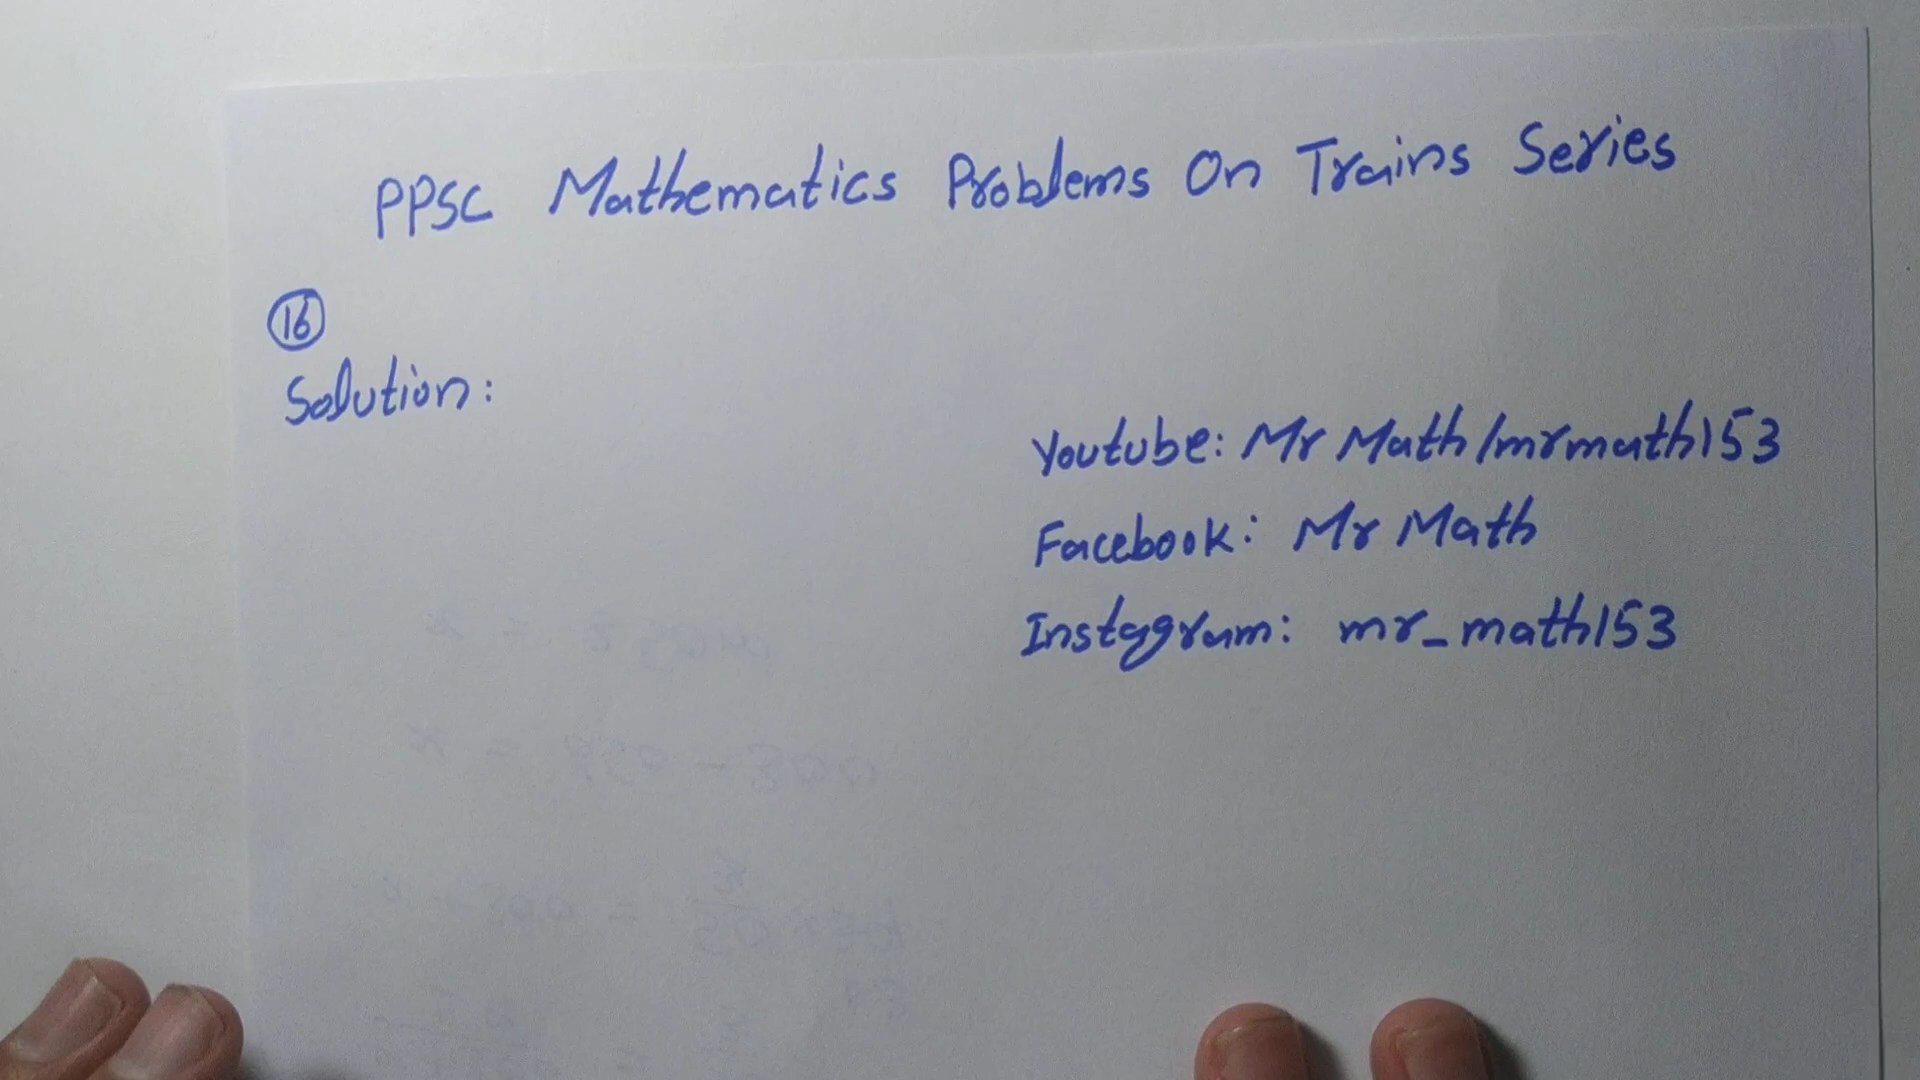 PPSC Mathematics Problems On Trains Series
16
Solution:
Youtube: Mr Math/mrmath153
Facebook: Mr Math
Instagram: mr_math153